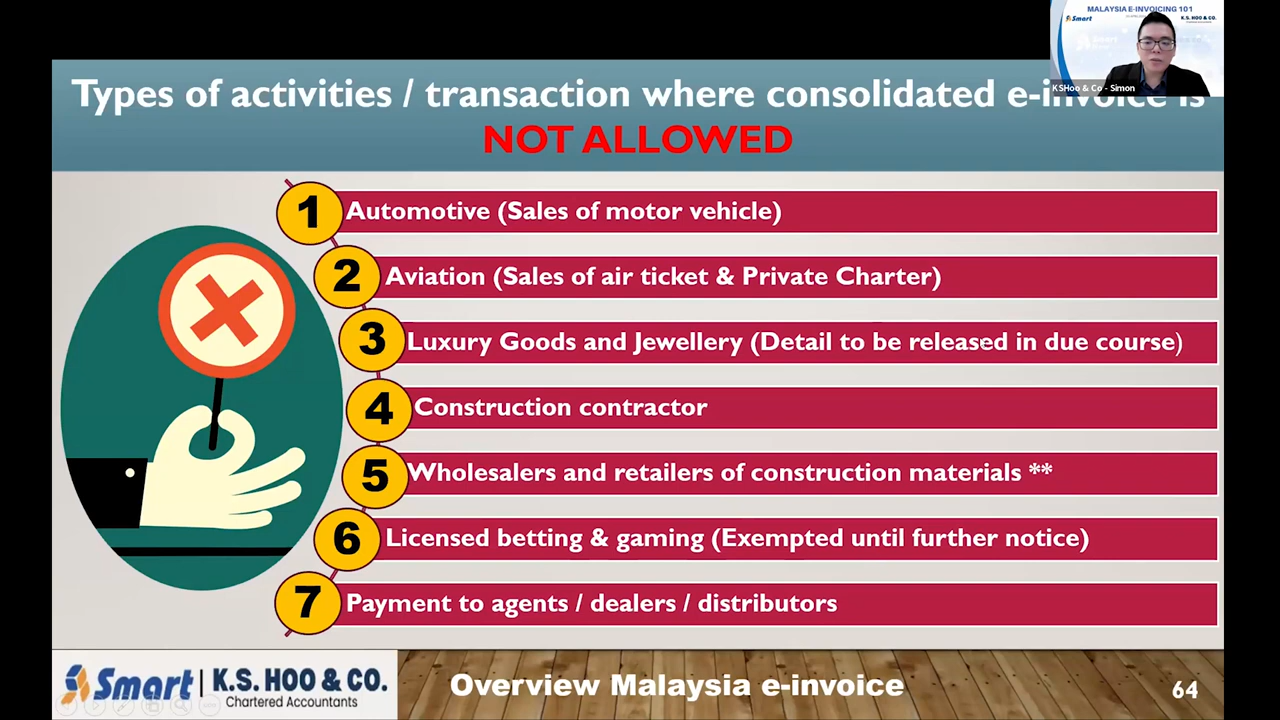 MALAYSIA E-INVOICING 101
Smart
K.S. HOO & CO.
KSHoo & Co - Simon
Types of activities / transaction where consolidated e-invoice is
NOT ALLOWED
1 Automotive (Sales of motor vehicle)
2 Aviation (Sales of air ticket & Private Charter)
3 Luxury Goods and Jewellery (Detail to be released in due course)
4 Construction contractor
5 Wholesalers and retailers of construction materials **
6 Licensed betting & gaming (Exempted until further notice)
7 Payment to agents / dealers / distributors
Smart | K.S. HOO & CO.
Chartered Accountants
Overview Malaysia e-invoice
64